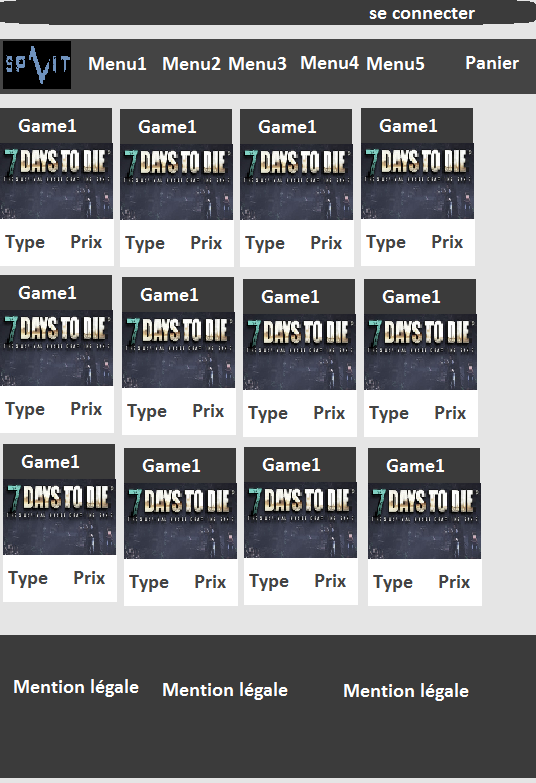 se connecter
SPVIT Menu1 Menu2 Menu3 Menu4 Menu5 Panier
Game1 Game1 Game1 Game1
7 DAYS TO DIE 7 DAYS TO DIE 7 DAYS TO DIE 7 DAYS TO DIE
Type Prix Type Prix Type Prix Type Prix
Game1 Game1 Game1 Game1
7 DAYS TO DIE 7 DAYS TO DIE 7 DAYS TO DIE 7 DAYS TO DIE
Type Prix Type Prix Type Prix Type Prix
Game1 Game1 Game1 Game1
7 DAYS TO DIE 7 DAYS TO DIE 7 DAYS TO DIE 7 DAYS TO DIE
Type Prix Type Prix Type Prix Type Prix
Mention légale Mention légale Mention légale